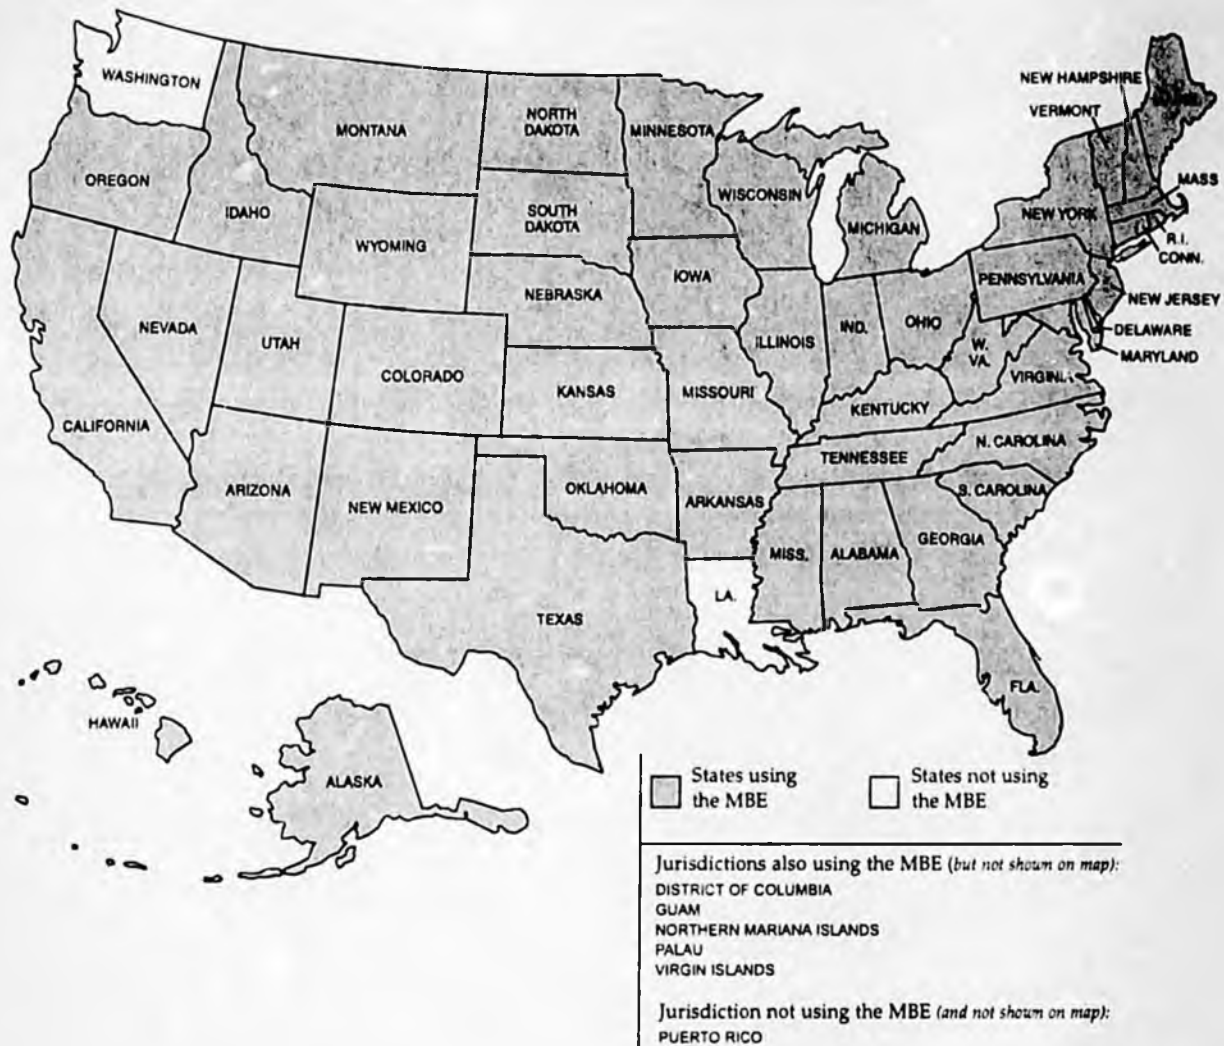 WASHINGTON
MONTANA
NORTH
DAKOTA
MINNESOTA
NEW HAMPSHIRE
VERMONT
OREGON
IDAHO
WYOMING
SOUTH
DAKOTA
WISCONSIN
MICHIGAN
NEW YORK
MASS
R.I.
CONN.
NEVADA
UTAH
COLORADO
NEBRASKA
IOWA
ILLINOIS
IND.
OHIO
PENNSYLVANIA
NEW JERSEY
DELAWARE
MARYLAND
W.
VA.
CALIFORNIA
ARIZONA
NEW MEXICO
KANSAS
MISSOURI
KENTUCKY
TENNESSEE
N. CAROLINA
S. CAROLINA
OKLAHOMA
ARKANSAS
MISS.
ALABAMA
GEORGIA
TEXAS
LA.
FLA.
HAWAII
ALASKA
States using
the MBE
States not using
the MBE
Jurisdictions also using the MBE (but not shown on map):
DISTRICT OF COLUMBIA
GUAM
NORTHERN MARIANA ISLANDS
PALAU
VIRGIN ISLANDS
Jurisdiction not using the MBE (and not shown on map):
PUERTO RICO